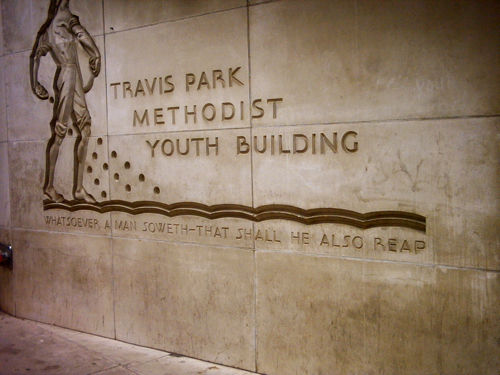 TRAVIS PARK
METHODIST
YOUTH BUILDING
WHATSOEVER A MAN SOWETH-THAT SHALL HE ALSO REAP